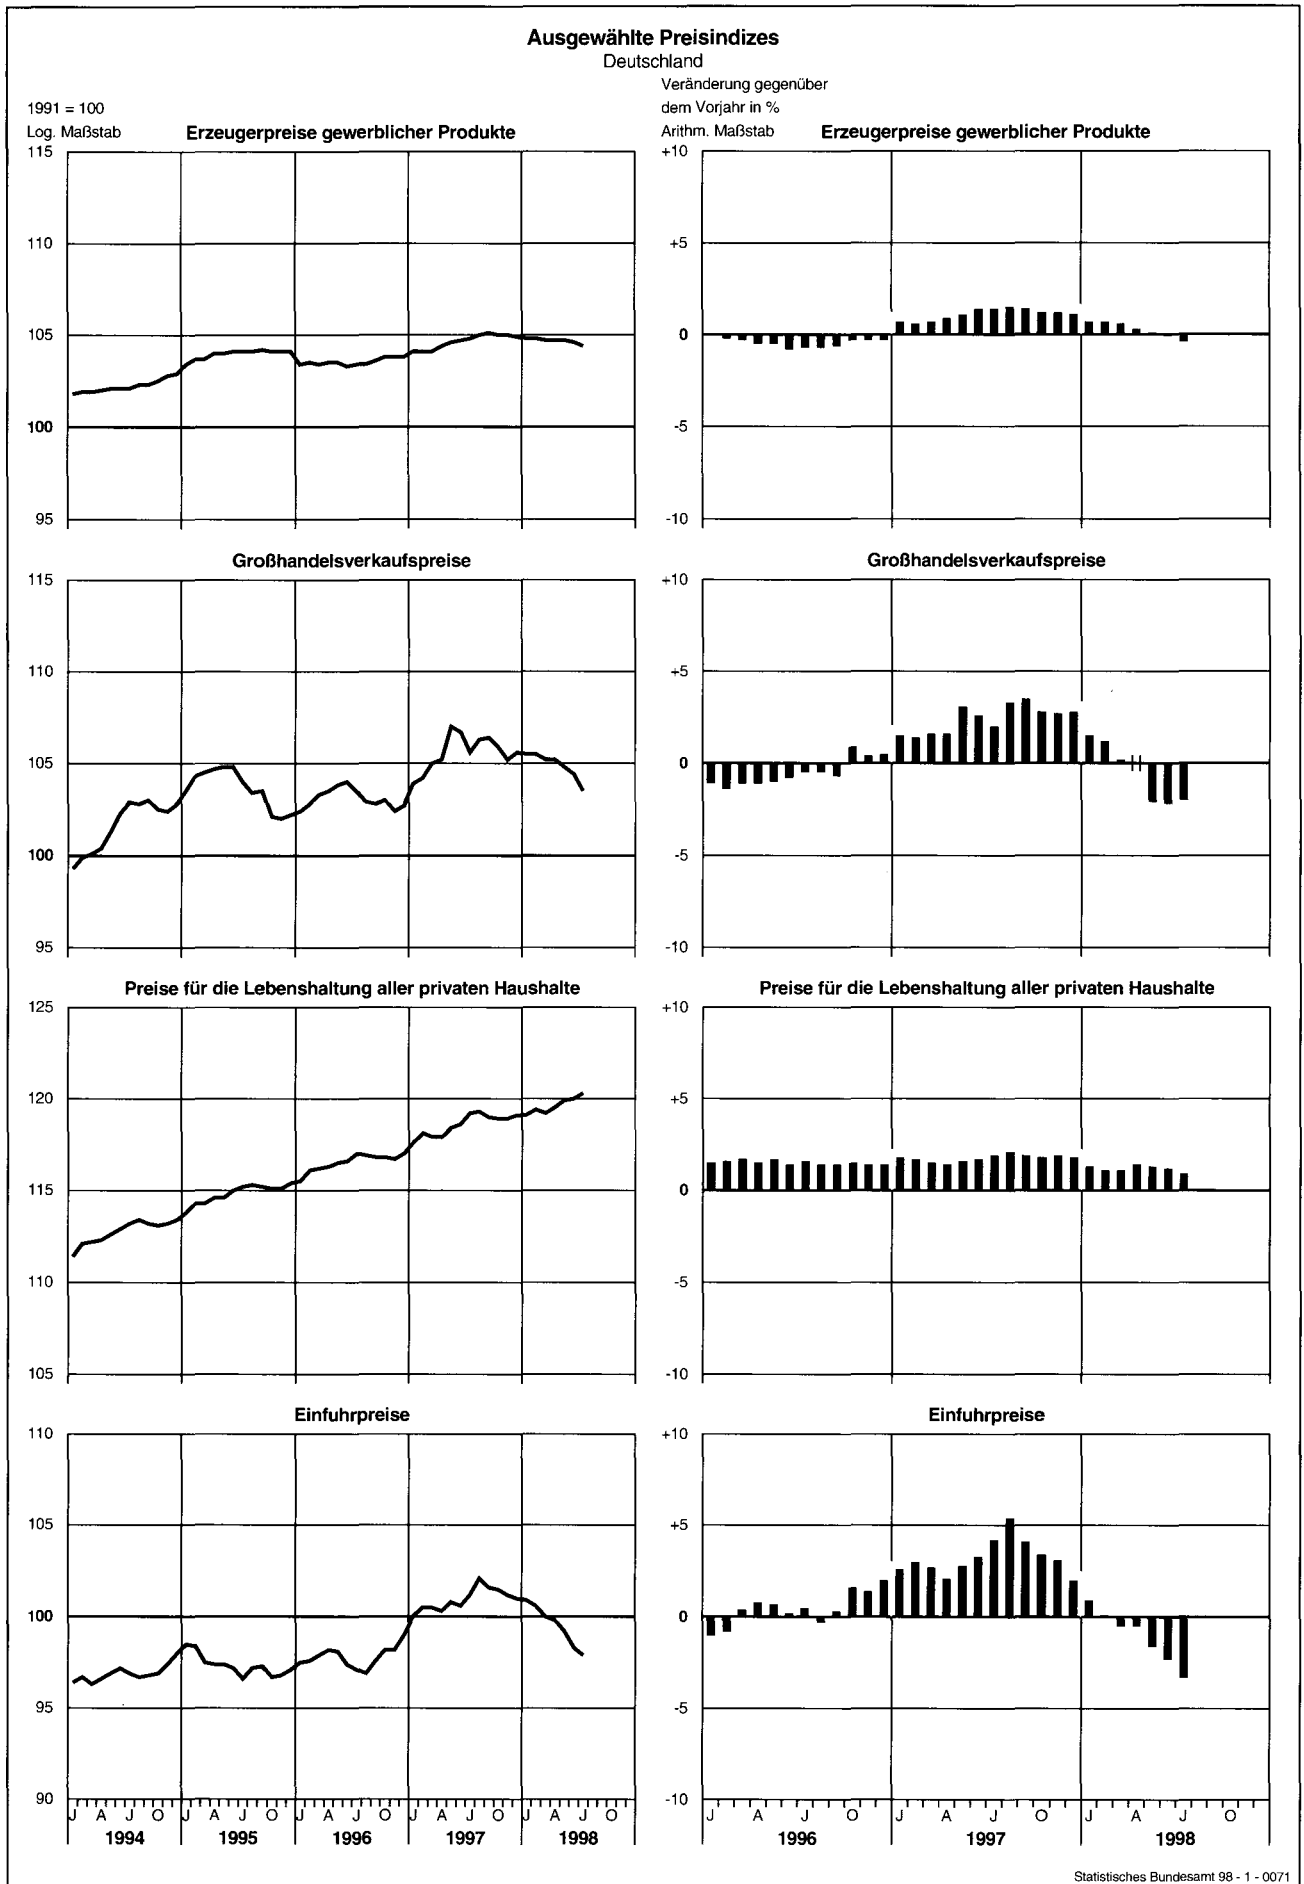 Ausgewählte Preisindizes
Deutschland
1991 = 100
Log. Maßstab
Erzeugerpreise gewerblicher Produkte
115
110
105
100
95
Veränderung gegenüber
dem Vorjahr in %
Arithm. Maßstab
Erzeugerpreise gewerblicher Produkte
+10
+5
0
-5
-10
Großhandelsverkaufspreise
115
110
105
100
95
Großhandelsverkaufspreise
+10
+5
0
-5
-10
Preise für die Lebenshaltung aller privaten Haushalte
125
120
115
110
105
Preise für die Lebenshaltung aller privaten Haushalte
+10
+5
0
-5
-10
Einfuhrpreise
110
105
100
95
90
J A J O J A J O J A J O J A J O J A J O
1994 1995 1996 1997 1998
Einfuhrpreise
+10
+5
0
-5
-10
J A J O J A J O J A J O
1996 1997 1998
Statistisches Bundesamt 98 - 1 - 0071